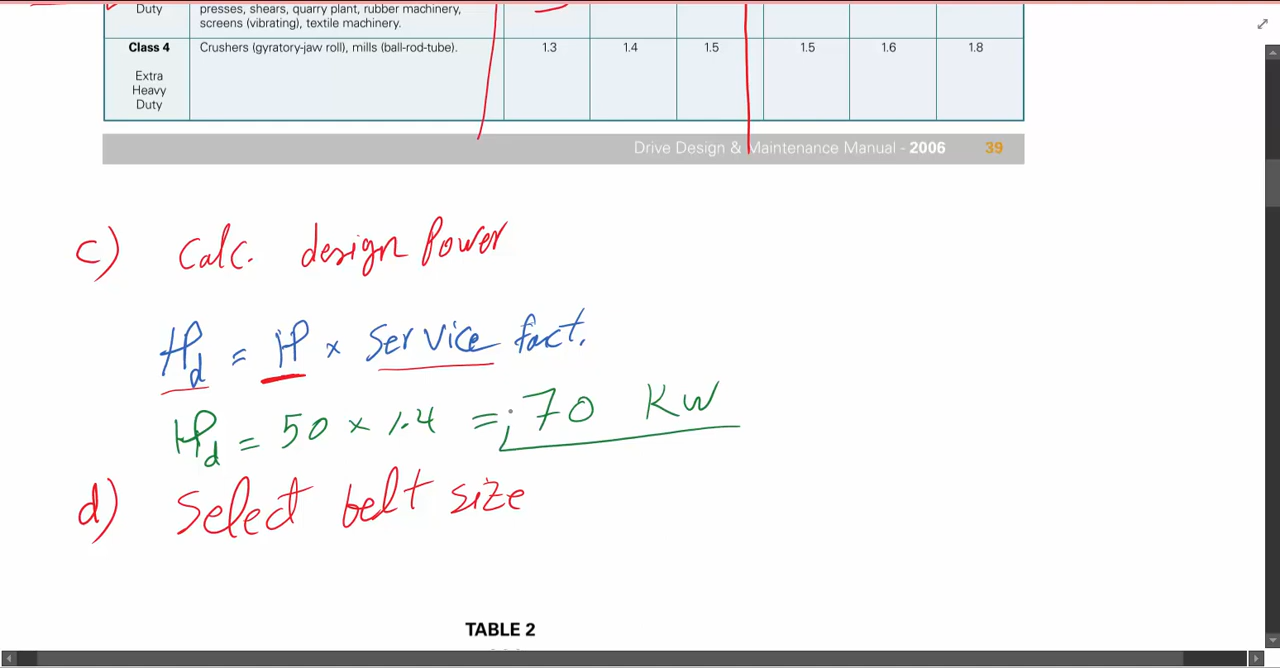 Duty presses, shears, quarry plant, rubber machinery,
screens (vibrating), textile machinery.
Class 4 Crushers (gyratory-jaw roll), mills (ball-rod-tube). 1.3 1.4 1.5 1.5 1.6 1.8
Extra
Heavy
Duty
Drive Design & Maintenance Manual - 2006 39
c) Calc. design Power
Hd = H × Service fact.
Hd = 50 × 1.4 = 70 KW
d) Select belt size
TABLE 2